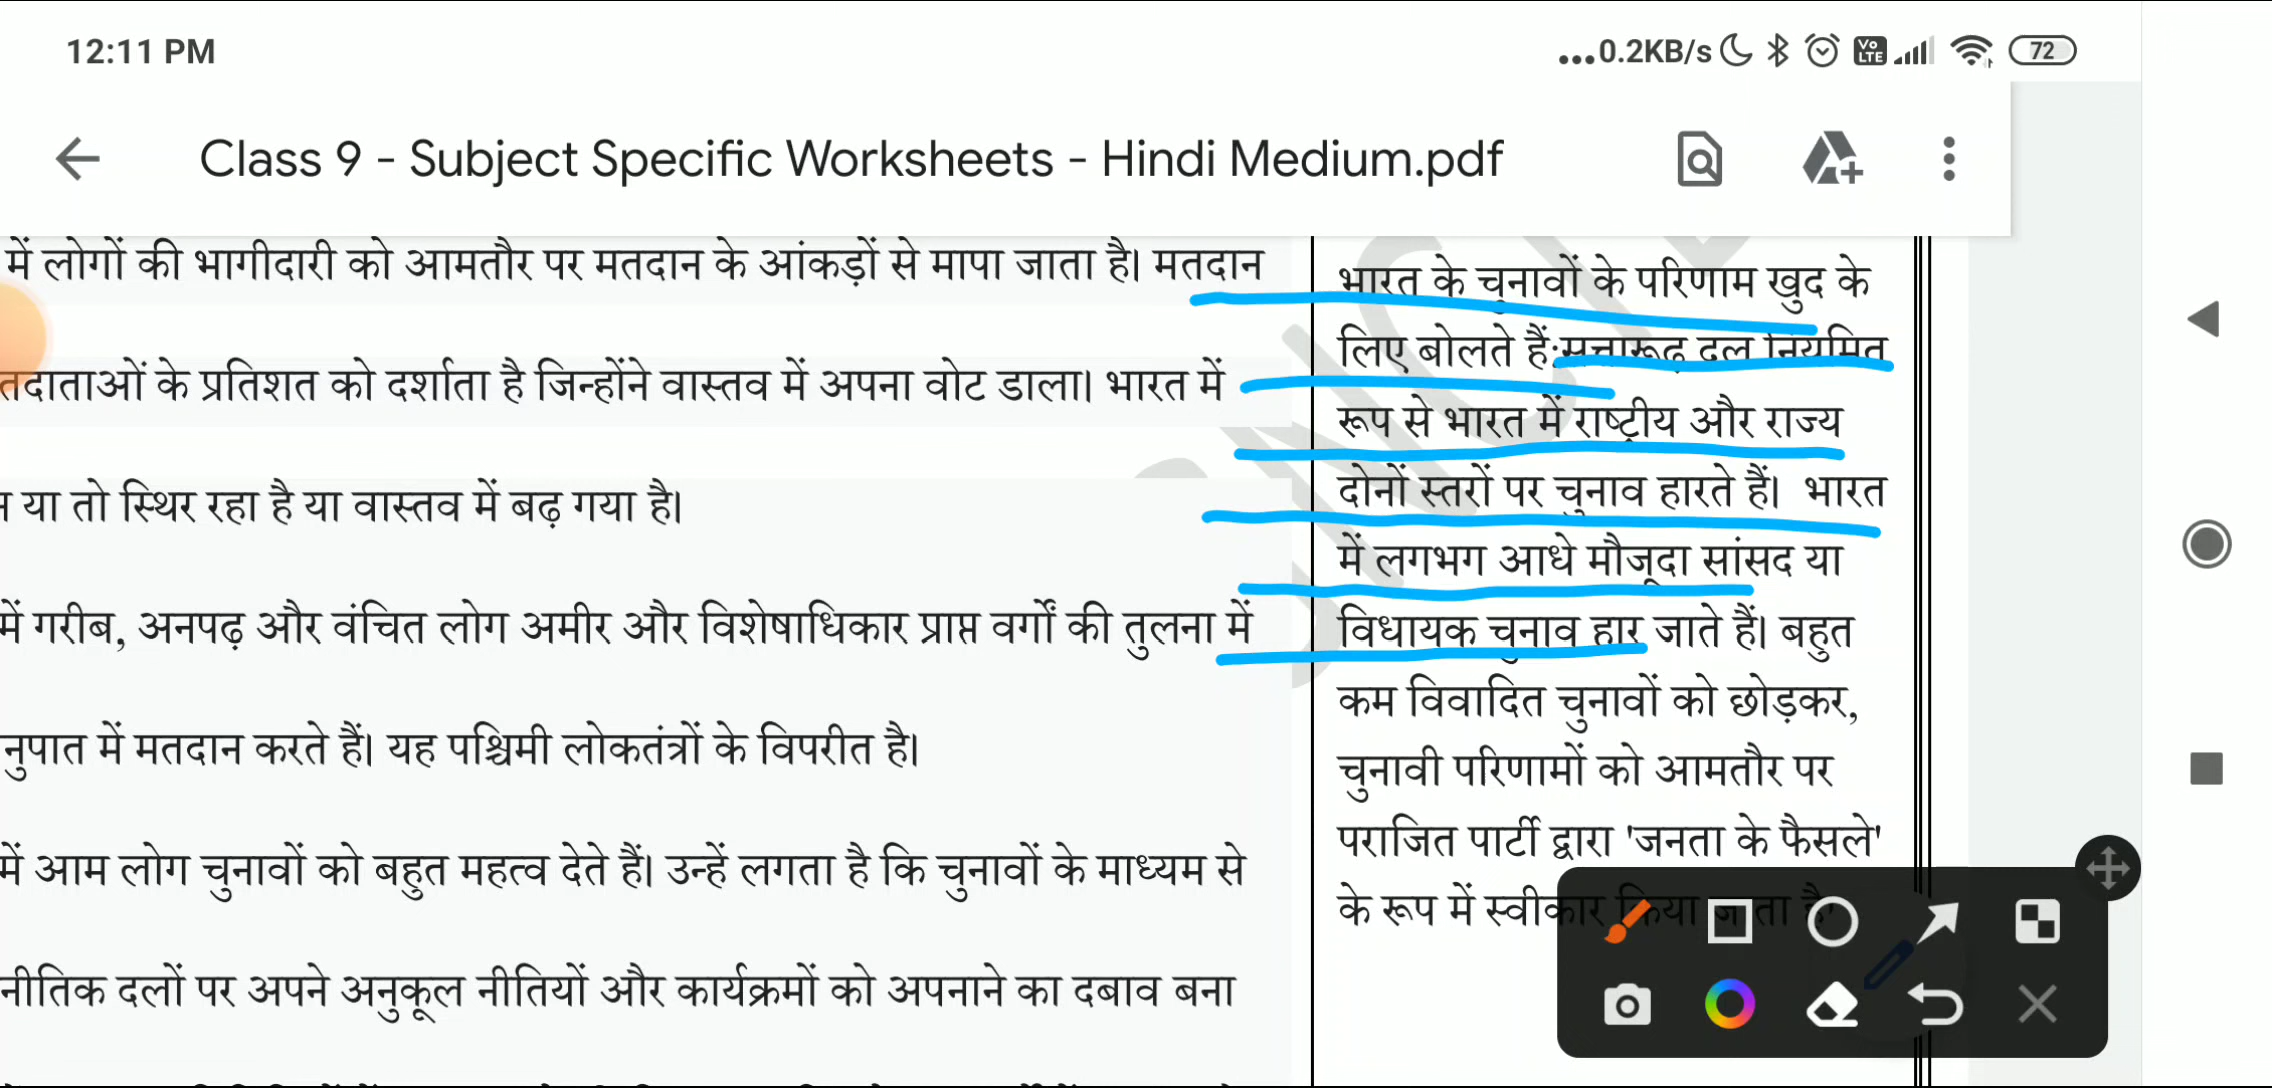 12:11 PM
...0.2KB/s Vo LTE 72
Class 9 - Subject Specific Worksheets - Hindi Medium.pdf
में लोगों की भागीदारी को आमतौर पर मतदान के आंकड़ों से मापा जाता है। मतदान
तदाताओं के प्रतिशत को दर्शाता है जिन्होंने वास्तव में अपना वोट डाला। भारत में
या तो स्थिर रहा है या वास्तव में बढ़ गया है।
में गरीब, अनपढ़ और वंचित लोग अमीर और विशेषाधिकार प्राप्त वर्गों की तुलना में
नुपात में मतदान करते हैं। यह पश्चिमी लोकतंत्रों के विपरीत है।
में आम लोग चुनावों को बहुत महत्व देते हैं। उन्हें लगता है कि चुनावों के माध्यम से
नीतिक दलों पर अपने अनुकूल नीतियों और कार्यक्रमों को अपनाने का दबाव बना
भारत के चुनावों के परिणाम खुद के
लिए बोलते हैं:सत्तारूढ़ दल नियमित
रूप से भारत में राष्ट्रीय और राज्य
दोनों स्तरों पर चुनाव हारते हैं। भारत
में लगभग आधे मौजूदा सांसद या
विधायक चुनाव हार जाते हैं। बहुत
कम विवादित चुनावों को छोड़कर,
चुनावी परिणामों को आमतौर पर
पराजित पार्टी द्वारा 'जनता के फैसले'
के रूप में स्वीकार किया जाता है'